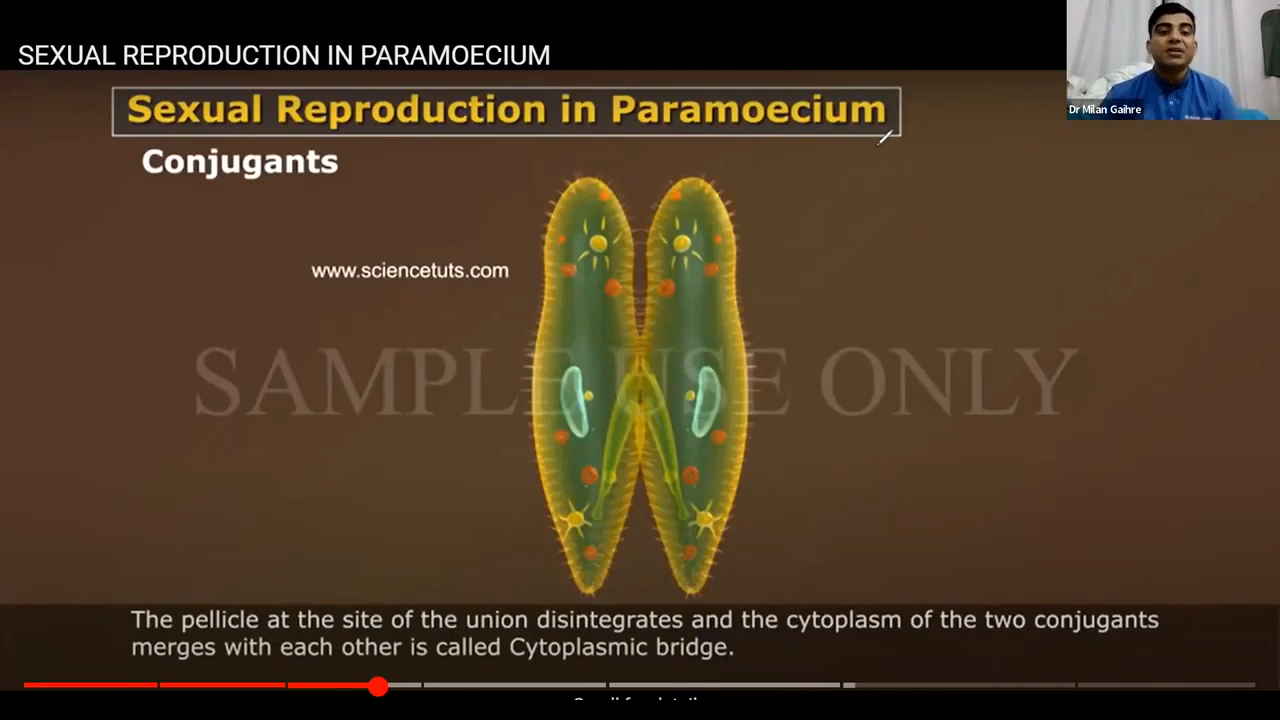 SEXUAL REPRODUCTION IN PARAMOECIUM
Dr Milan Gaihre
Sexual Reproduction in Paramoecium
Conjugants
www.sciencetuts.com
SAMPLE USE ONLY
The pellicle at the site of the union disintegrates and the cytoplasm of the two conjugants
merges with each other is called Cytoplasmic bridge.